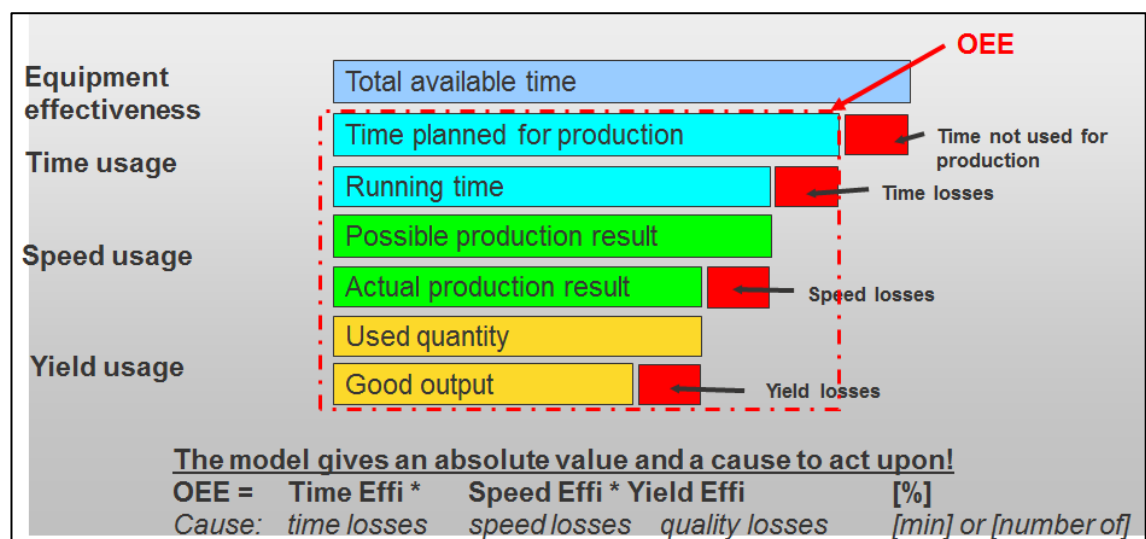 OEE
Equipment
effectiveness
Total available time
Time planned for production
Time not used for
production
Time usage
Running time
Time losses
Possible production result
Speed usage
Actual production result
Speed losses
Used quantity
Yield usage
Good output
Yield losses
The model gives an absolute value and a cause to act upon!
OEE = Time Effi * Speed Effi * Yield Effi [%]
Cause: time losses speed losses quality losses [min] or [number of]